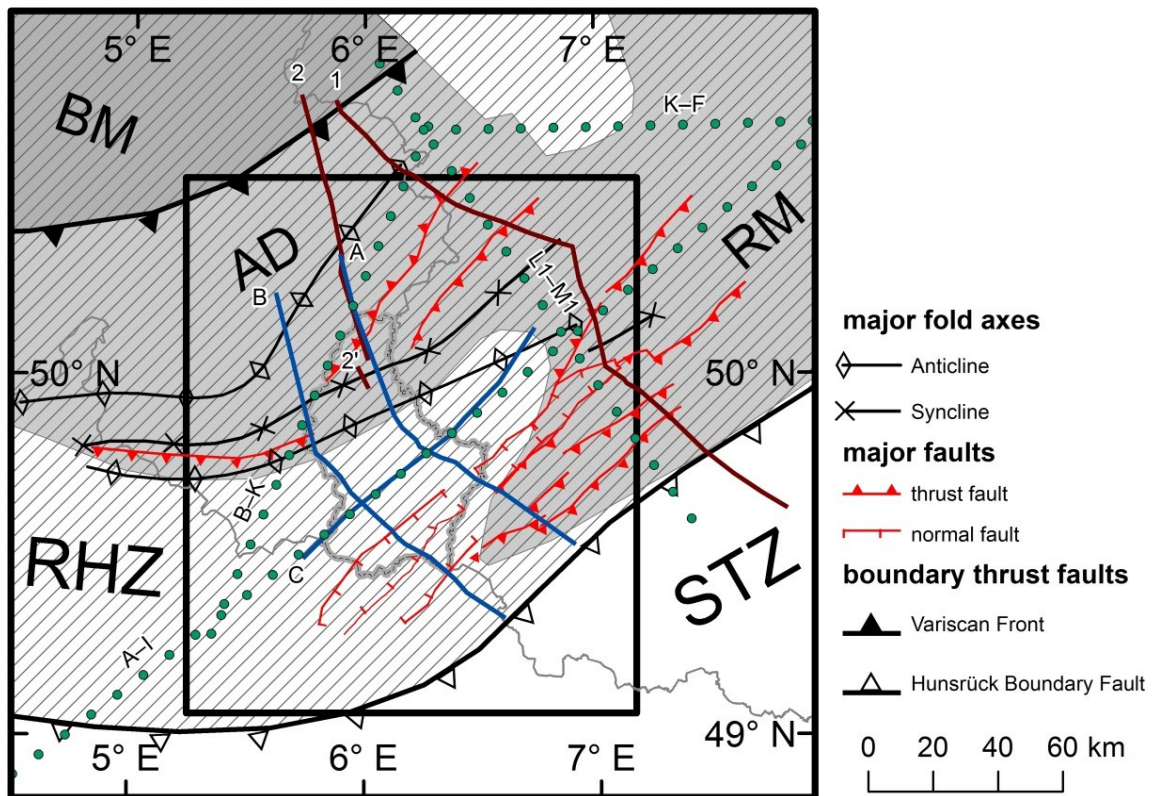 5° E
6° E
7° E
2
1
K–F
BM
RM
AD
A
B
L1–M1
2'
50° N
50° N
B–K
RHZ
C
STZ
A–I
49° N
5° E
6° E
7° E
major fold axes
Anticline
Syncline
major faults
thrust fault
normal fault
boundary thrust faults
Variscan Front
Hunsrück Boundary Fault
0 20 40 60 km